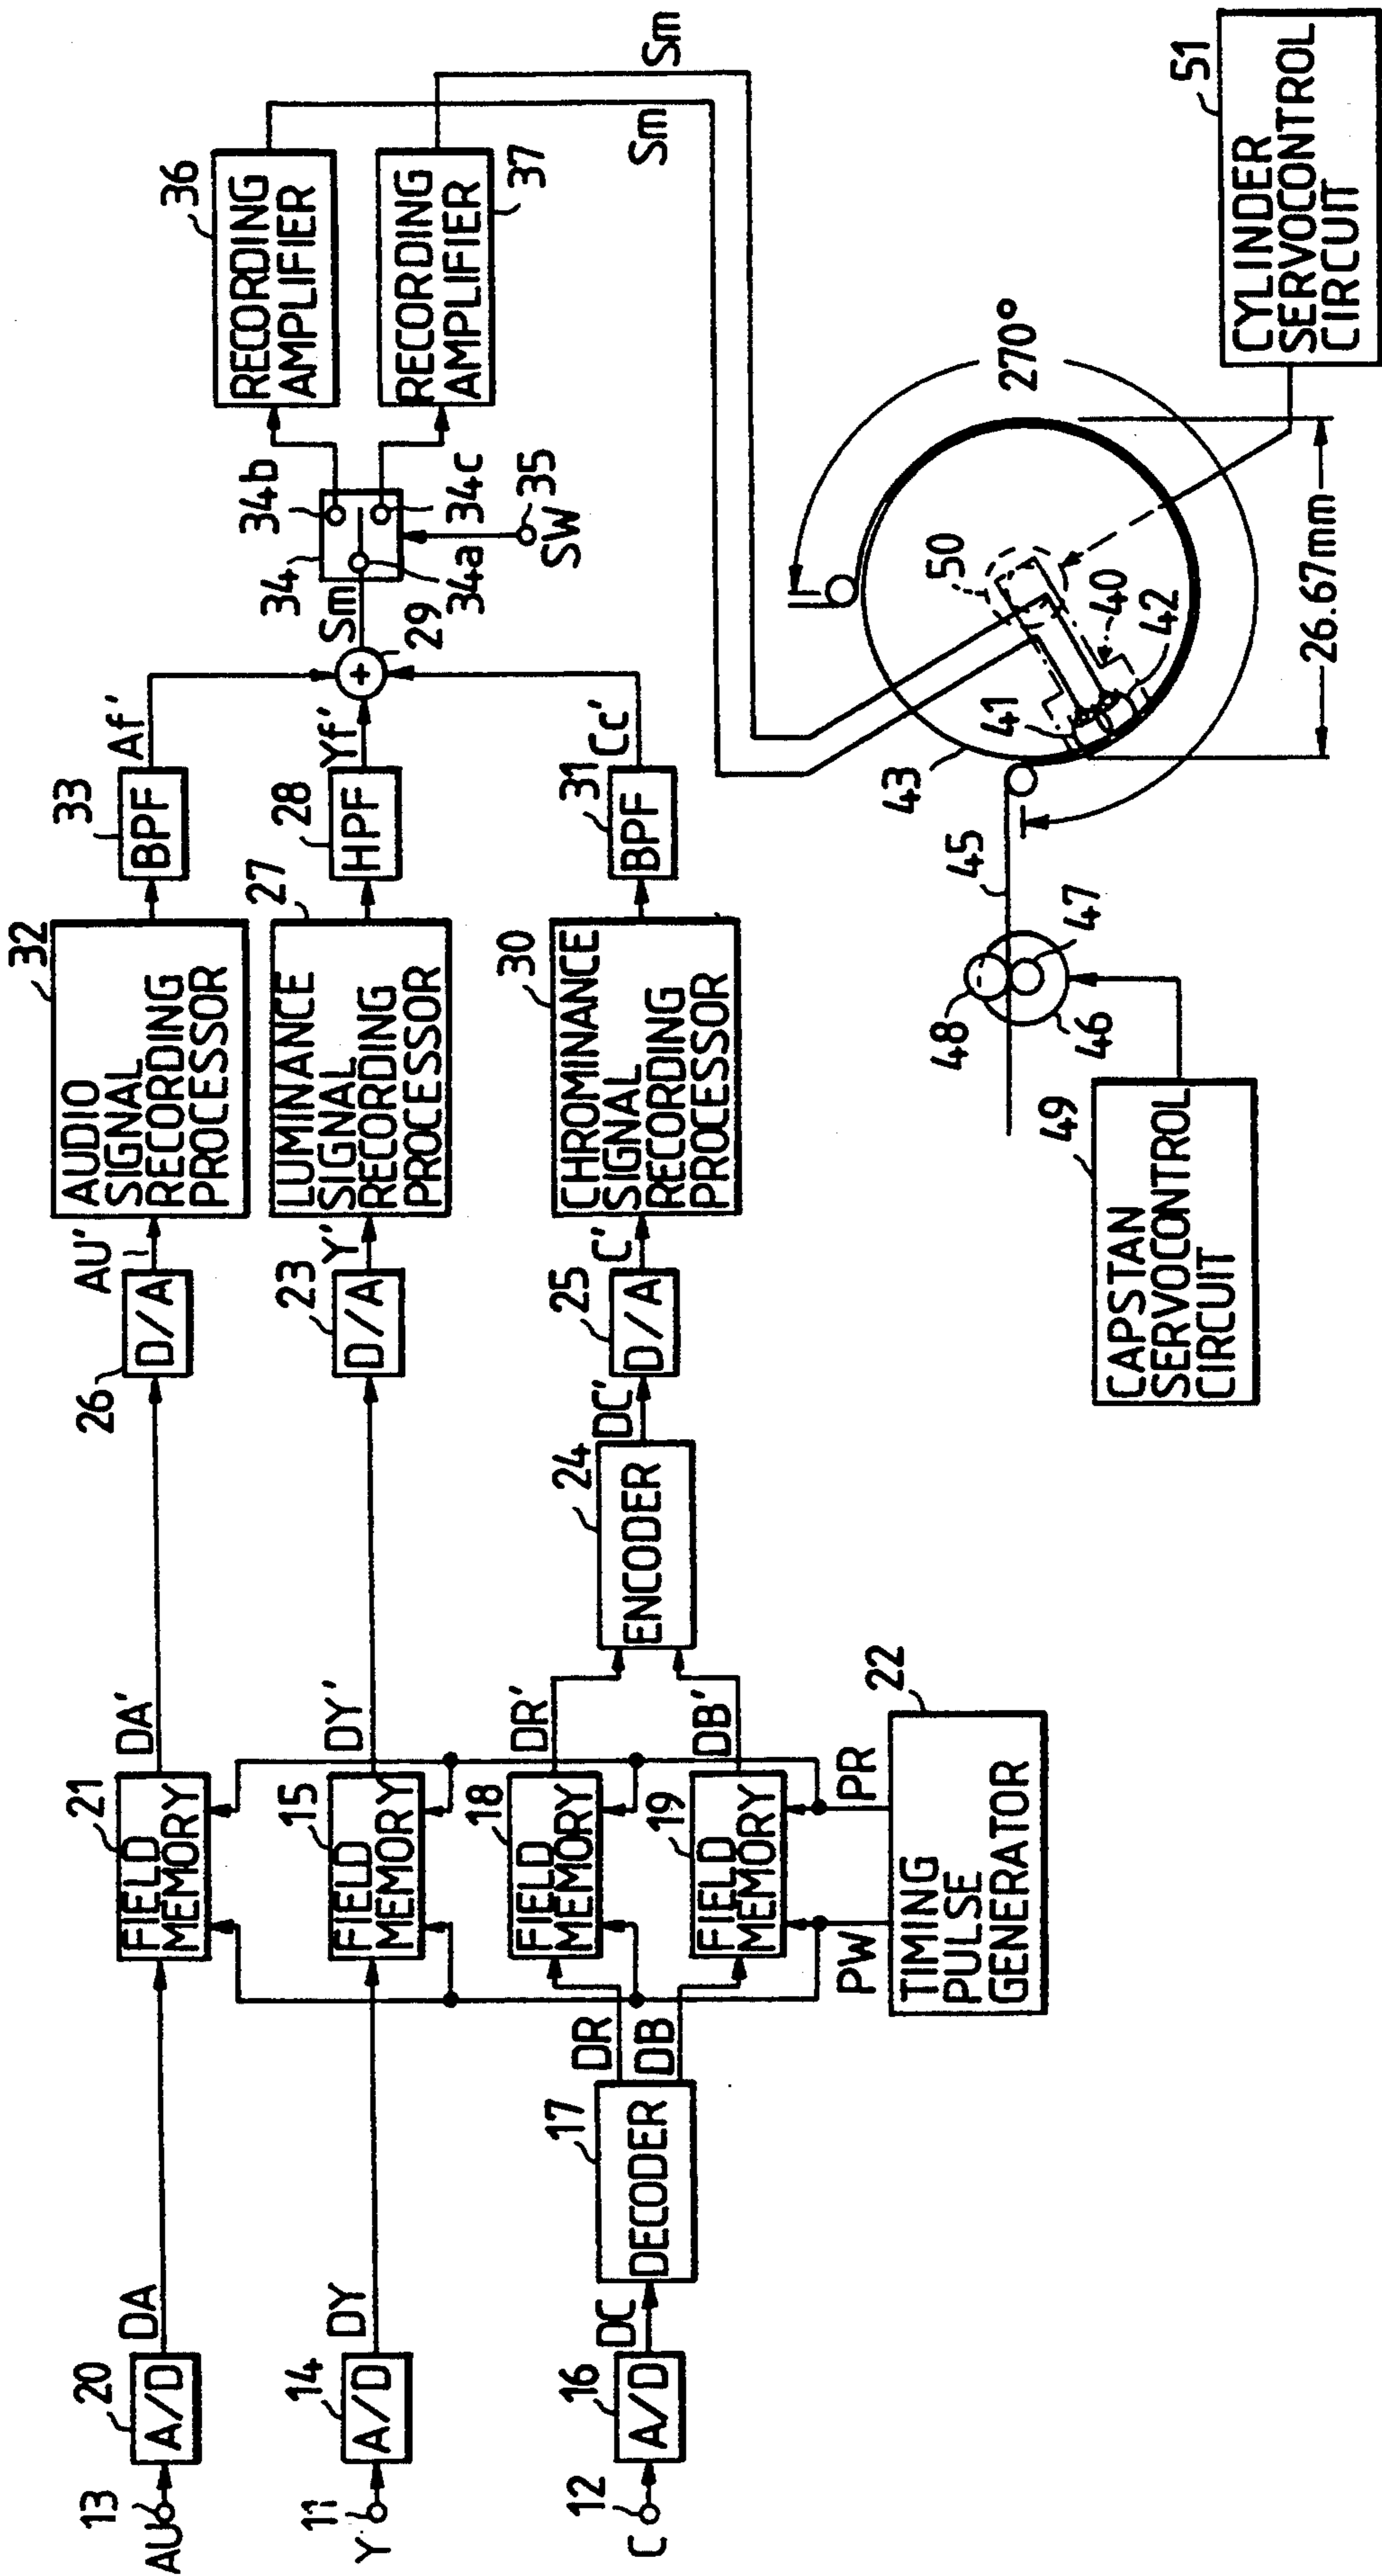 AU
13
20
A/D
DA
21
FIELD
MEMORY
DA'
26
D/A
AU'
32
AUDIO
SIGNAL
RECORDING
PROCESSOR
33
BPF
Af'
Y
11
14
A/D
DY
15
FIELD
MEMORY
DY'
23
D/A
Y'
27
LUMINANCE
SIGNAL
RECORDING
PROCESSOR
28
HPF
Yf'
29
+
Sm
34
34a
34b
34c
35
SW
36
RECORDING
AMPLIFIER
37
RECORDING
AMPLIFIER
Sm
Sm
C
12
16
A/D
DC
17
DECODER
DR
DB
18
FIELD
MEMORY
19
FIELD
MEMORY
DR'
DB'
24
ENCODER
DC'
25
D/A
C'
30
CHROMINANCE
SIGNAL
RECORDING
PROCESSOR
31
BPF
Cc'
PW
PR
22
TIMING
PULSE
GENERATOR
49
CAPSTAN
SERVOCONTROL
CIRCUIT
48
46
47
45
43
41
50
40
42
270°
26.67mm
51
CYLINDER
SERVOCONTROL
CIRCUIT